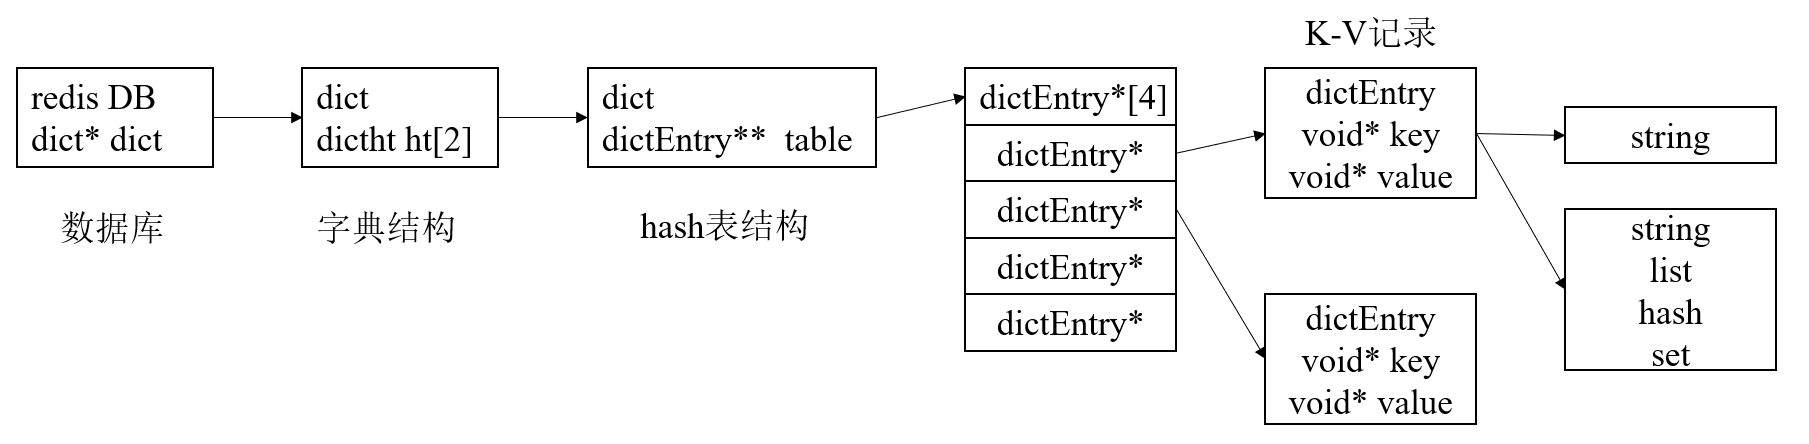 K-V记录
redis DB
dict* dict
数据库
dict
dictht ht[2]
字典结构
dict
dictEntry**  table
hash表结构
dictEntry*[4]
dictEntry*
dictEntry*
dictEntry*
dictEntry*
dictEntry
void* key
void* value
dictEntry
void* key
void* value
string
string
list
hash
set